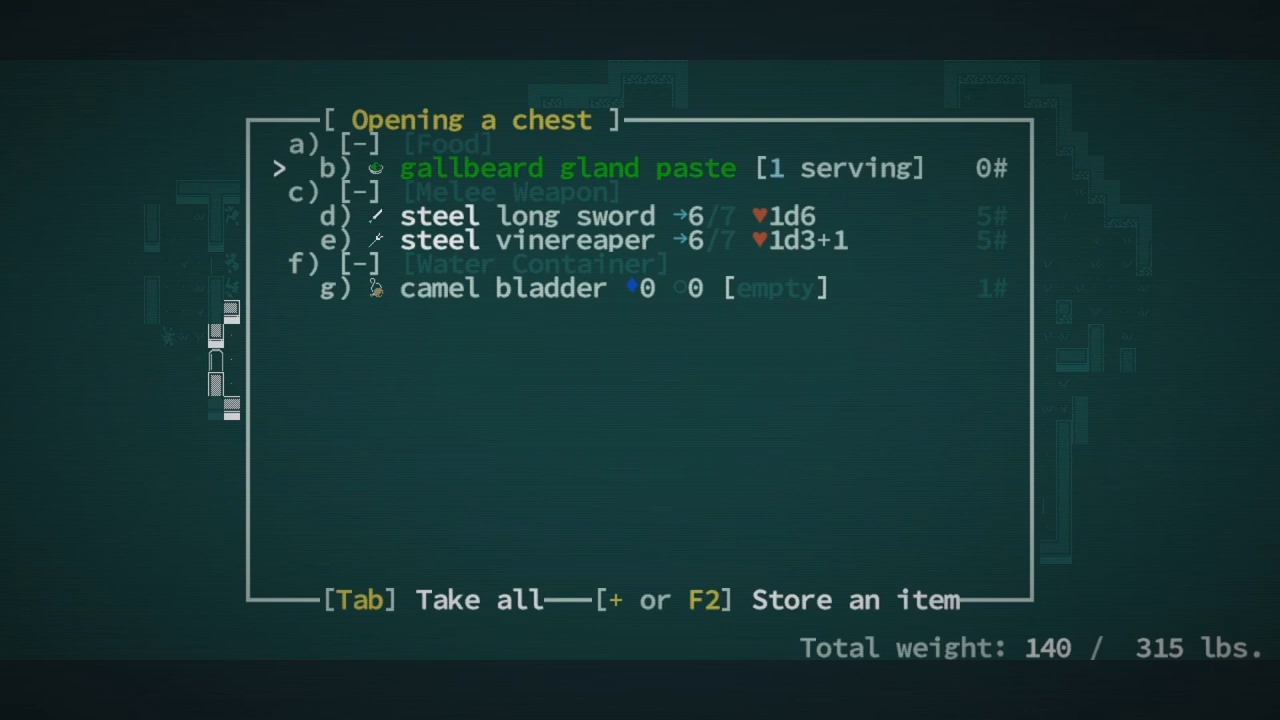 [ Opening a chest ]
a) [-] [Food]
> b) gallbeard gland paste [1 serving] 0#
c) [-] [Melee Weapon]
d) steel long sword →6/7 ♥1d6 5#
e) steel vinereaper →6/7 ♥1d3+1 5#
f) [-] [Water Container]
g) camel bladder ♦0 ○0 [empty] 1#
[Tab] Take all [+ or F2] Store an item
Total weight: 140 / 315 lbs.